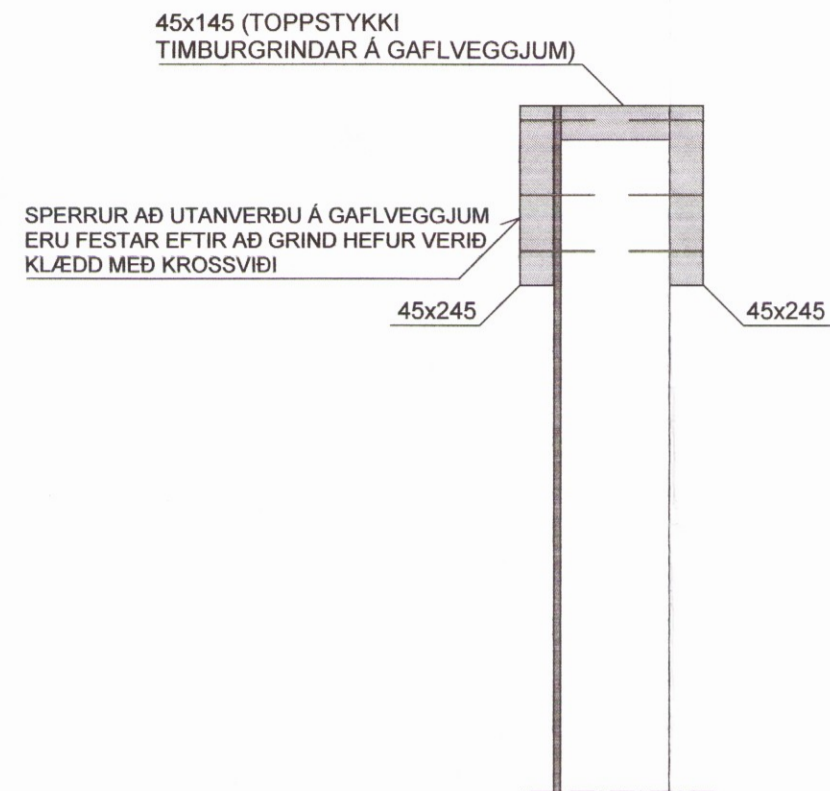 45x145 (TOPPSTYKKI
TIMBURGRINDAR Á GAFLVEGGJUM)
SPERRUR AÐ UTANVERÐU Á GAFLVEGGJUM
ERU FESTAR EFTIR AÐ GRIND HEFUR VERIÐ
KLÆDD MEÐ KROSSVIÐI
45x245
45x245